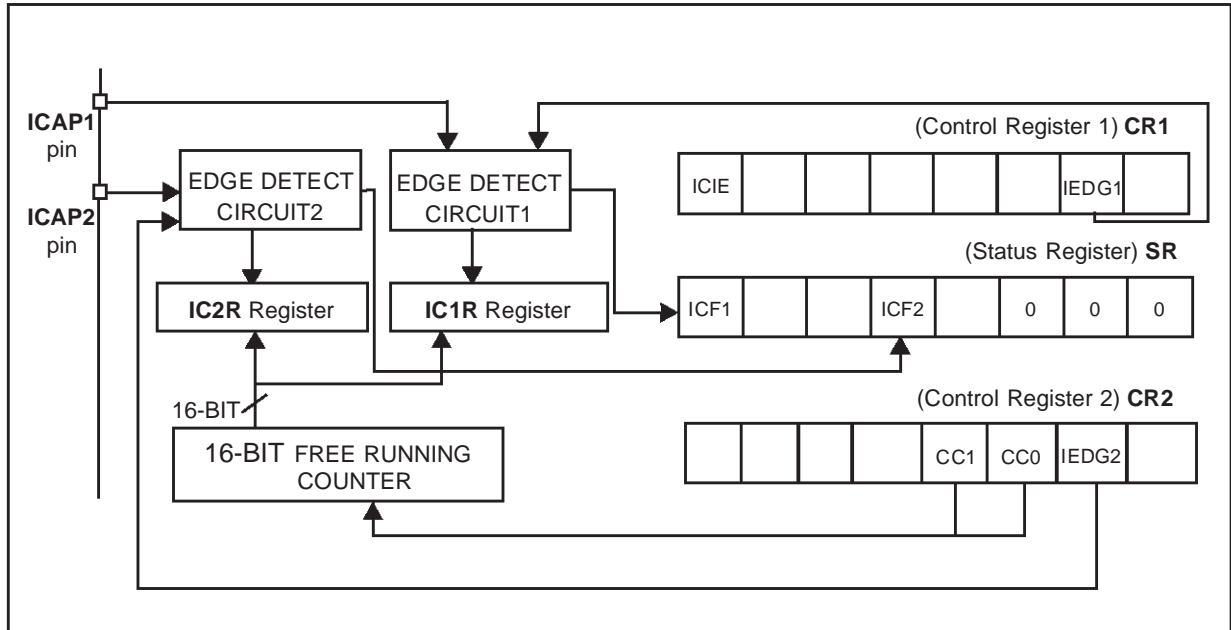 ICAP1
pin
ICAP2
pin
EDGE DETECT
CIRCUIT2
EDGE DETECT
CIRCUIT1
IC2R Register
IC1R Register
16-BIT
16-BIT FREE RUNNING
COUNTER
(Control Register 1) CR1
ICIE IEDG1
(Status Register) SR
ICF1 ICF2 0 0 0
(Control Register 2) CR2
CC1 CC0 IEDG2